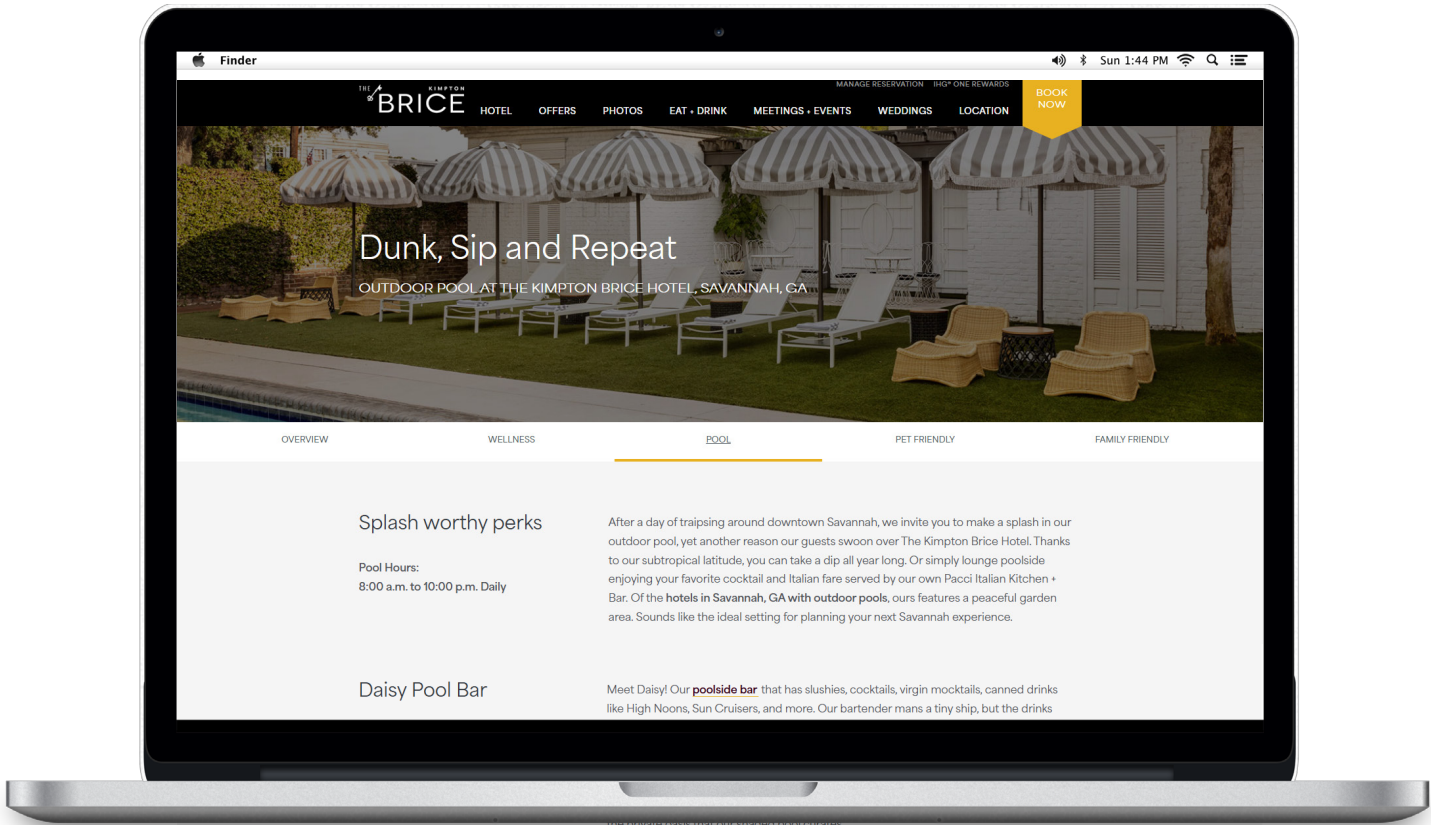 Finder
Sun 1:44 PM
THE KIMPTON
BRICE
MANAGE RESERVATION IHG® ONE REWARDS
BOOK
NOW
HOTEL OFFERS PHOTOS EAT + DRINK MEETINGS + EVENTS WEDDINGS LOCATION
Dunk, Sip and Repeat
OUTDOOR POOL AT THE KIMPTON BRICE HOTEL, SAVANNAH, GA
OVERVIEW WELLNESS POOL PET FRIENDLY FAMILY FRIENDLY
Splash worthy perks
Pool Hours:
8:00 a.m. to 10:00 p.m. Daily
After a day of traipsing around downtown Savannah, we invite you to make a splash in our
outdoor pool, yet another reason our guests swoon over The Kimpton Brice Hotel. Thanks
to our subtropical latitude, you can take a dip all year long. Or simply lounge poolside
enjoying your favorite cocktail and Italian fare served by our own Pacci Italian Kitchen +
Bar. Of the hotels in Savannah, GA with outdoor pools, ours features a peaceful garden
area. Sounds like the ideal setting for planning your next Savannah experience.
Daisy Pool Bar
Meet Daisy! Our poolside bar that has slushies, cocktails, virgin mocktails, canned drinks
like High Noons, Sun Cruisers, and more. Our bartender mans a tiny ship, but the drinks